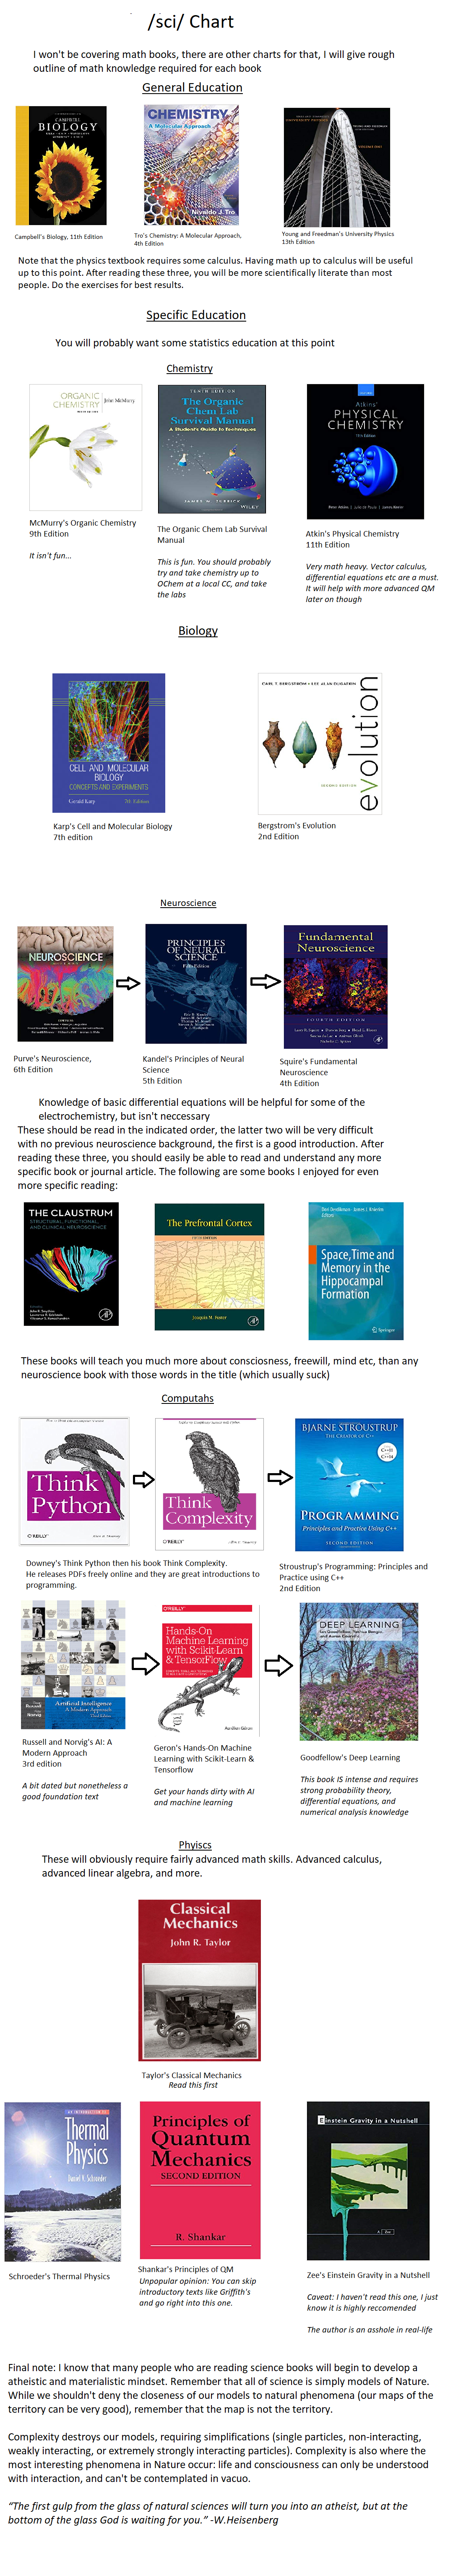 /sci/ Chart
I won't be covering math books, there are other charts for that, I will give rough
outline of math knowledge required for each book
General Education
CAMPBELL
BIOLOGY
CHEMISTRY
A Molecular Approach
Nivaldo J. Tro
UNIVERSITY PHYSICS
YOUNG AND FREEDMAN
Campbell's Biology, 11th Edition
Tro's Chemistry: A Molecular Approach,
4th Edition
Young and Freedman's University Physics
13th Edition
Note that the physics textbook requires some calculus. Having math up to calculus will be useful
up to this point. After reading these three, you will be more scientifically literate than most
people. Do the exercises for best results.
Specific Education
You will probably want some statistics education at this point
Chemistry
ORGANIC
CHEMISTRY
John McMurry
TENTH EDITION
The Organic
Chem Lab
Survival Manual
A Student's Guide to Techniques
JAMES W. ZUBRICK
WILEY
Atkins'
PHYSICAL
CHEMISTRY
11th Edition
Peter Atkins | Julio de Paula | James Keeler
McMurry's Organic Chemistry
9th Edition
It isn't fun...
The Organic Chem Lab Survival
Manual
This is fun. You should probably
try and take chemistry up to
OChem at a local CC, and take
the labs
Atkin's Physical Chemistry
11th Edition
Very math heavy. Vector calculus,
differential equations etc are a must.
It will help with more advanced QM
later on though
Biology
CELL AND MOLECULAR
BIOLOGY
CONCEPTS AND EXPERIMENTS
Gerald Karp
7th Edition
CARL T. BERGSTROM • LEE ALAN DUGATKIN
evolution
SECOND EDITION
Karp's Cell and Molecular Biology
7th edition
Bergstrom's Evolution
2nd Edition
Neuroscience
NEUROSCIENCE
PRINCIPLES
OF NEURAL
SCIENCE
Fifth Edition
Fundamental
Neuroscience
FOURTH EDITION
Purve's Neuroscience,
6th Edition
Kandel's Principles of Neural
Science
5th Edition
Squire's Fundamental
Neuroscience
4th Edition
Knowledge of basic differential equations will be helpful for some of the
electrochemistry, but isn't neccessary
These should be read in the indicated order, the latter two will be very difficult
with no previous neuroscience background, the first is a good introduction. After
reading these three, you should easily be able to read and understand any more
specific book or journal article. The following are some books I enjoyed for even
more specific reading:
THE CLAUSTRUM
STRUCTURAL, FUNCTIONAL,
AND CLINICAL NEUROSCIENCE
The Prefrontal Cortex
FIFTH EDITION
Joaquin M. Fuster
Space,Time and
Memory in the
Hippocampal
Formation
Springer
These books will teach you much more about consciosness, freewill, mind etc, than any
neuroscience book with those words in the title (which usually suck)
Computahs
Think
Python
O'REILLY
Think
Complexity
O'REILLY
BJARNE STROUSTRUP
THE CREATOR OF C++
PROGRAMMING
Principles and Practice Using C++
SECOND EDITION
Downey's Think Python then his book Think Complexity.
He releases PDFs freely online and they are great introductions to
programming.
Stroustrup's Programming: Principles and
Practice using C++
2nd Edition
Artificial Intelligence
A Modern Approach
Third Edition
O'REILLY
Hands-On
Machine Learning
with Scikit-Learn
& TensorFlow
Aurélien Géron
DEEP LEARNING
Russell and Norvig's AI: A
Modern Approach
3rd edition
A bit dated but nonetheless a
good foundation text
Geron's Hands-On Machine
Learning with Scikit-Learn &
Tensorflow
Get your hands dirty with AI
and machine learning
Goodfellow's Deep Learning
This book IS intense and requires
strong probability theory,
differential equations, and
numerical analysis knowledge
Phyiscs
These will obviously require fairly advanced math skills. Advanced calculus,
advanced linear algebra, and more.
Classical
Mechanics
John R. Taylor
Taylor's Classical Mechanics
Read this first
AN INTRODUCTION TO
Thermal
Physics
Daniel V. Schroeder
Principles of
Quantum
Mechanics
SECOND EDITION
R. Shankar
Einstein Gravity in a Nutshell
A. Zee
Schroeder's Thermal Physics
Shankar's Principles of QM
Unpopular opinion: You can skip
introductory texts like Griffith's
and go right into this one.
Zee's Einstein Gravity in a Nutshell
Caveat: I haven't read this one, I just
know it is highly reccomended
The author is an asshole in real-life
Final note: I know that many people who are reading science books will begin to develop a
atheistic and materialistic mindset. Remember that all of science is simply models of Nature.
While we shouldn't deny the closeness of our models to natural phenomena (our maps of the
territory can be very good), remember that the map is not the territory.
Complexity destroys our models, requiring simplifications (single particles, non-interacting,
weakly interacting, or extremely strongly interacting particles). Complexity is also where the
most interesting phenomena in Nature occur: life and consciousness can only be understood
with interaction, and can't be contemplated in vacuo.
“The first gulp from the glass of natural sciences will turn you into an atheist, but at the
bottom of the glass God is waiting for you.” -W.Heisenberg